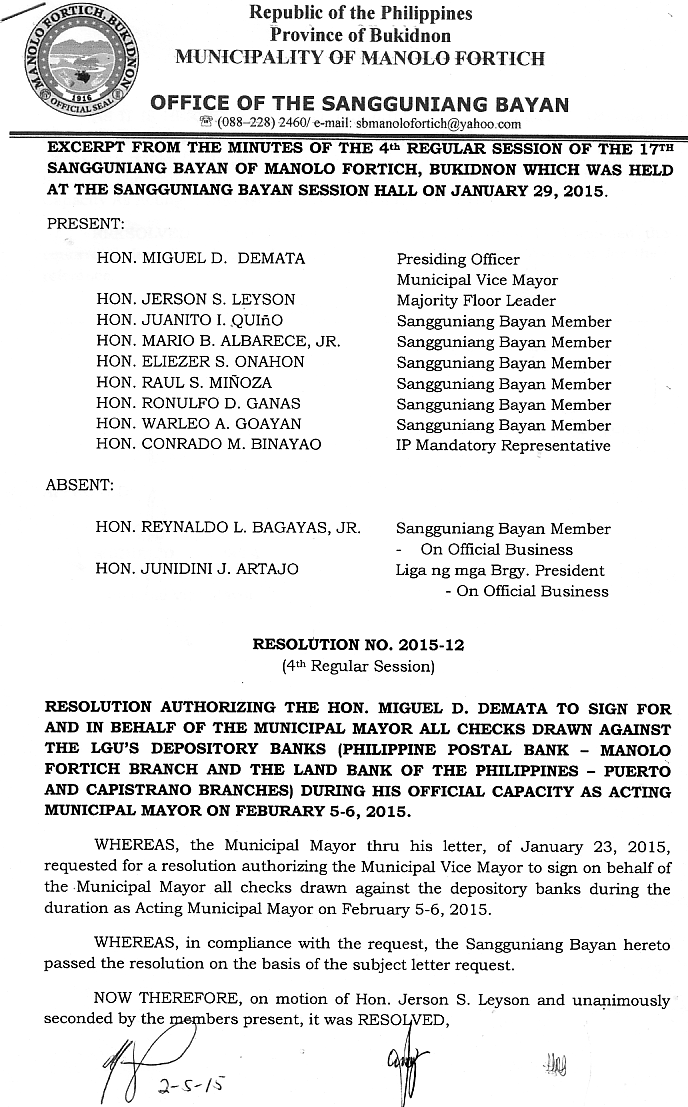 Republic of the Philippines
Province of Bukidnon
MUNICIPALITY OF MANOLO FORTICH
MANOLO FORTICH, BUKIDNON
1916
OFFICIAL SEAL
OFFICE OF THE SANGGUNIANG BAYAN
☏ (088–228) 2460/ e-mail: sbmanolofortich@yahoo.com
EXCERPT FROM THE MINUTES OF THE 4th REGULAR SESSION OF THE 17TH
SANGGUNIANG BAYAN OF MANOLO FORTICH, BUKIDNON WHICH WAS HELD
AT THE SANGGUNIANG BAYAN SESSION HALL ON JANUARY 29, 2015.
PRESENT:
HON. MIGUEL D. DEMATA Presiding Officer
Municipal Vice Mayor
HON. JERSON S. LEYSON Majority Floor Leader
HON. JUANITO I. QUIñO Sangguniang Bayan Member
HON. MARIO B. ALBARECE, JR. Sangguniang Bayan Member
HON. ELIEZER S. ONAHON Sangguniang Bayan Member
HON. RAUL S. MIÑOZA Sangguniang Bayan Member
HON. RONULFO D. GANAS Sangguniang Bayan Member
HON. WARLEO A. GOAYAN Sangguniang Bayan Member
HON. CONRADO M. BINAYAO IP Mandatory Representative
ABSENT:
HON. REYNALDO L. BAGAYAS, JR. Sangguniang Bayan Member
- On Official Business
HON. JUNIDINI J. ARTAJO Liga ng mga Brgy. President
- On Official Business
RESOLUTION NO. 2015-12
(4th Regular Session)
RESOLUTION AUTHORIZING THE HON. MIGUEL D. DEMATA TO SIGN FOR
AND IN BEHALF OF THE MUNICIPAL MAYOR ALL CHECKS DRAWN AGAINST
THE LGU'S DEPOSITORY BANKS (PHILIPPINE POSTAL BANK – MANOLO
FORTICH BRANCH AND THE LAND BANK OF THE PHILIPPINES – PUERTO
AND CAPISTRANO BRANCHES) DURING HIS OFFICIAL CAPACITY AS ACTING
MUNICIPAL MAYOR ON FEBURARY 5-6, 2015.
WHEREAS, the Municipal Mayor thru his letter, of January 23, 2015,
requested for a resolution authorizing the Municipal Vice Mayor to sign on behalf of
the Municipal Mayor all checks drawn against the depository banks during the
duration as Acting Municipal Mayor on February 5-6, 2015.
WHEREAS, in compliance with the request, the Sangguniang Bayan hereto
passed the resolution on the basis of the subject letter request.
NOW THEREFORE, on motion of Hon. Jerson S. Leyson and unanimously
seconded by the members present, it was RESOLVED,
2-5-15